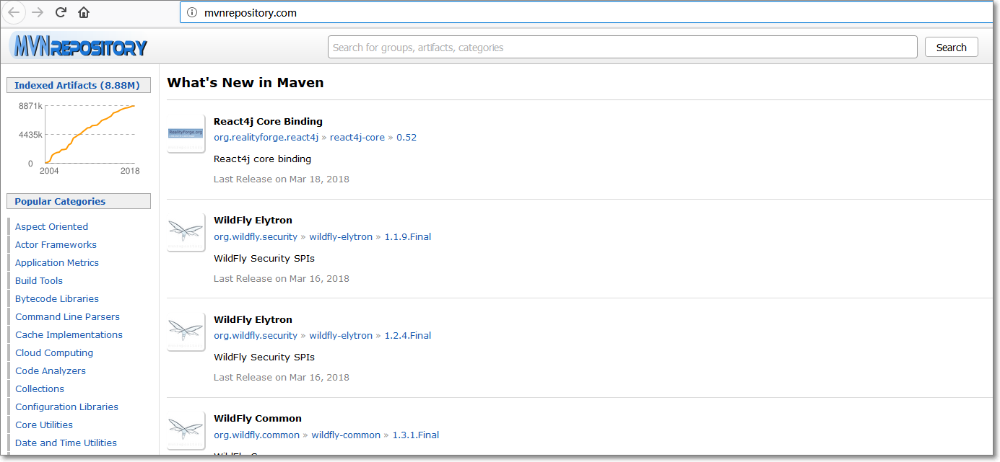 mvnrepository.com
MVNREPOSITORY
Search for groups, artifacts, categories
Search
Indexed Artifacts (8.88M)
8871k
4435k
0
2004 2018
Popular Categories
Aspect Oriented
Actor Frameworks
Application Metrics
Build Tools
Bytecode Libraries
Command Line Parsers
Cache Implementations
Cloud Computing
Code Analyzers
Collections
Configuration Libraries
Core Utilities
Date and Time Utilities
What's New in Maven
RealityForge.org
React4j Core Binding
org.realityforge.react4j » react4j-core » 0.52
React4j core binding
Last Release on Mar 18, 2018
WildFly Elytron
org.wildfly.security » wildfly-elytron » 1.1.9.Final
WildFly Security SPIs
Last Release on Mar 16, 2018
WildFly Elytron
org.wildfly.security » wildfly-elytron » 1.2.4.Final
WildFly Security SPIs
Last Release on Mar 16, 2018
WildFly Common
org.wildfly.common » wildfly-common » 1.3.1.Final